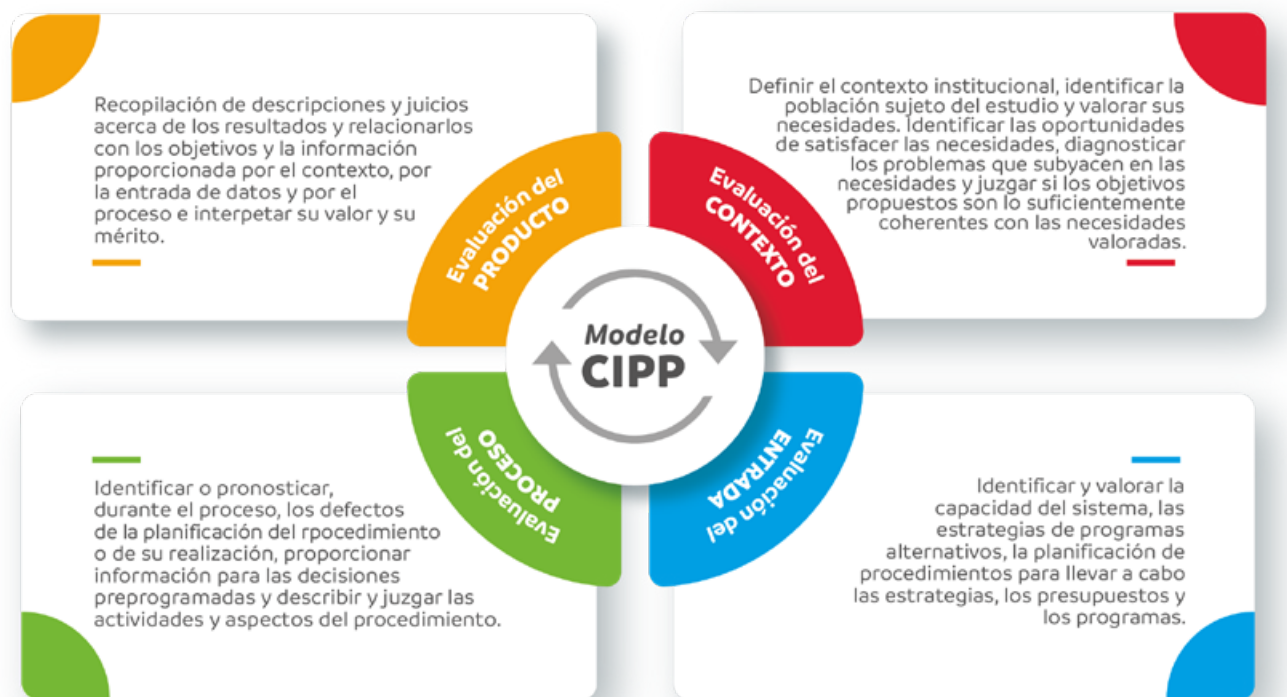 Recopilación de descripciones y juicios
acerca de los resultados y relacionarlos
con los objetivos y la información
proporcionada por el contexto, por
la entrada de datos y por el
proceso e interpetar su valor y su
mérito.
Evaluación del
PRODUCTO
Definir el contexto institucional, identificar la
población sujeto del estudio y valorar sus
necesidades. Identificar las oportunidades
de satisfacer las necesidades, diagnosticar
los problemas que subyacen en las
necesidades y juzgar si los objetivos
propuestos son lo suficientemente
coherentes con las necesidades
valoradas.
Evaluación del
CONTEXTO
Modelo
CIPP
Identificar o pronosticar,
durante el proceso, los defectos
de la planificación del rpocedimiento
o de su realización, proporcionar
información para las decisiones
preprogramadas y describir y juzgar las
actividades y aspectos del procedimiento.
Evaluación del
PROCESO
Evaluación del
ENTRADA
Identificar y valorar la
capacidad del sistema, las
estrategias de programas
alternativos, la planificación de
procedimientos para llevar a cabo
las estrategias, los presupuestos y
los programas.